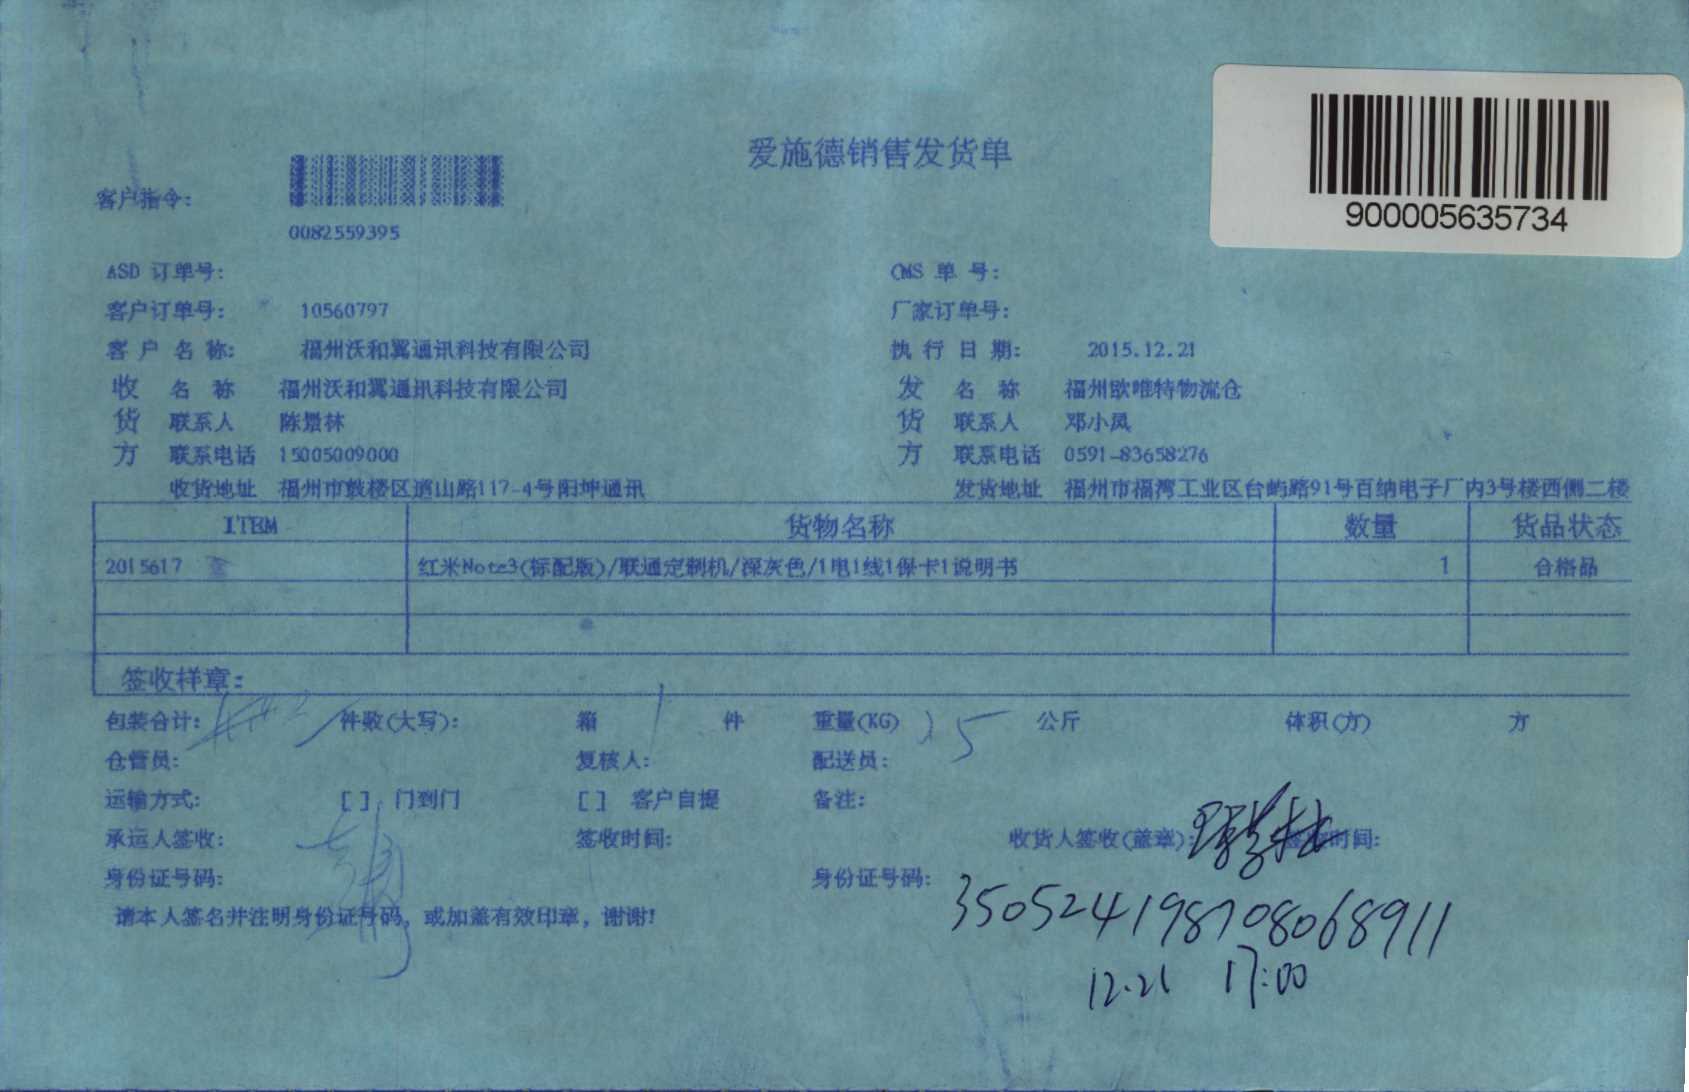 爱施德销售发货单
900005635734
客户指令:
0082559395
ASD 订单号: CMS 单 号:
客户订单号: 10560797 厂家订单号:
客 户 名 称: 福州沃和翼通讯科技有限公司 执 行 日 期: 2015.12.21
收 名 称 福州沃和翼通讯科技有限公司 发 名 称 福州欧唯特物流仓
货 联系人 陈景林 货 联系人 邓小凤
方 联系电话 15005009000 方 联系电话 0591-83658276
收货地址 福州市鼓楼区道山路117-4号阳坤通讯 发货地址 福州市福湾工业区台屿路91号百纳电子厂内3号楼西侧二楼
ITEM 货物名称 数量 货品状态
2015617 红米Note3(标配版)/联通定制机/深灰色/1电1线1保卡1说明书 1 合格品
签收样章:
包装合计: 件数(大写): 箱 1 件 重量(KG) 公斤 体积(方) 方
仓管员: 复核人: 配送员:
运输方式: [ ] 门到门 [ ] 客户自提 备注:
承运人签收: 签收时间: 收货人签收(盖章): 陈景林 签收时间:
身份证号码: 身份证号码: 350524198708068911
请本人签名并注明身份证号码, 或加盖有效印章, 谢谢!
12.21 17:00